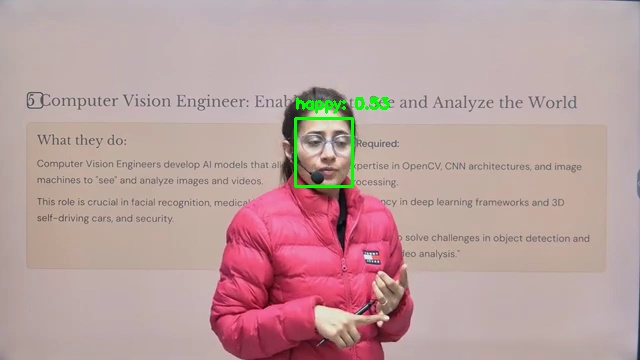 5 Computer Vision Engineer: Enab
happy: 0.53
e and Analyze the World
What they do:
Computer Vision Engineers develop AI models that al
machines to "see" and analyze images and videos.
This role is crucial in facial recognition, medical
self-driving cars, and security.
Required:
xpertise in OpenCV, CNN architectures, and image
rocessing.
ncy in deep learning frameworks and 3D
o solve challenges in object detection and
deo analysis."